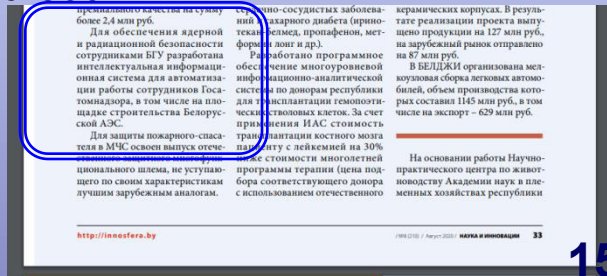 премиального качества на сумму
более 2,4 млн руб.
Для обеспечения ядерной
и радиационной безопасности
сотрудниками БГУ разработана
интеллектуальная информаци-
онная система для автоматиза-
ции работы сотрудников Госа-
томнадзора, в том числе на пло-
щадке строительства Белорус-
ской АЭС.
Для защиты пожарного-спаса-
теля в МЧС освоен выпуск отече-
ственного защитного многофунк-
ционального шлема, не уступаю-
щего по своим характеристикам
лучшим зарубежным аналогам.
сердечно-сосудистых заболева-
ний и сахарного диабета (ирино-
текан-белмед, пропафенон, мет-
формин лонг и др.).
Разработано программное
обеспечение многоуровневой
информационно-аналитической
системы по донорам республики
для трансплантации гемопоэти-
ческих стволовых клеток. За счет
применения ИАС стоимость
трансплантации костного мозга
пациенту с лейкемией на 30%
ниже стоимости многолетней
программы терапии (цена под-
бора соответствующего донора
с использованием отечественного
керамических корпусах. В резуль-
тате реализации проекта выпу-
щено продукции на 127 млн руб.,
на зарубежный рынок отправлено
на 87 млн руб.
В БЕЛДЖИ организована мел-
коузловая сборка легковых автомо-
билей, объем производства кото-
рых составил 1145 млн руб., в том
числе на экспорт – 629 млн руб.
На основании работы Научно-
практического центра по живот-
новодству Академии наук в пле-
менных хозяйствах республики
http://innosfera.by
/ №8 (210) / Август 2020 / НАУКА И ИННОВАЦИИ 33
15